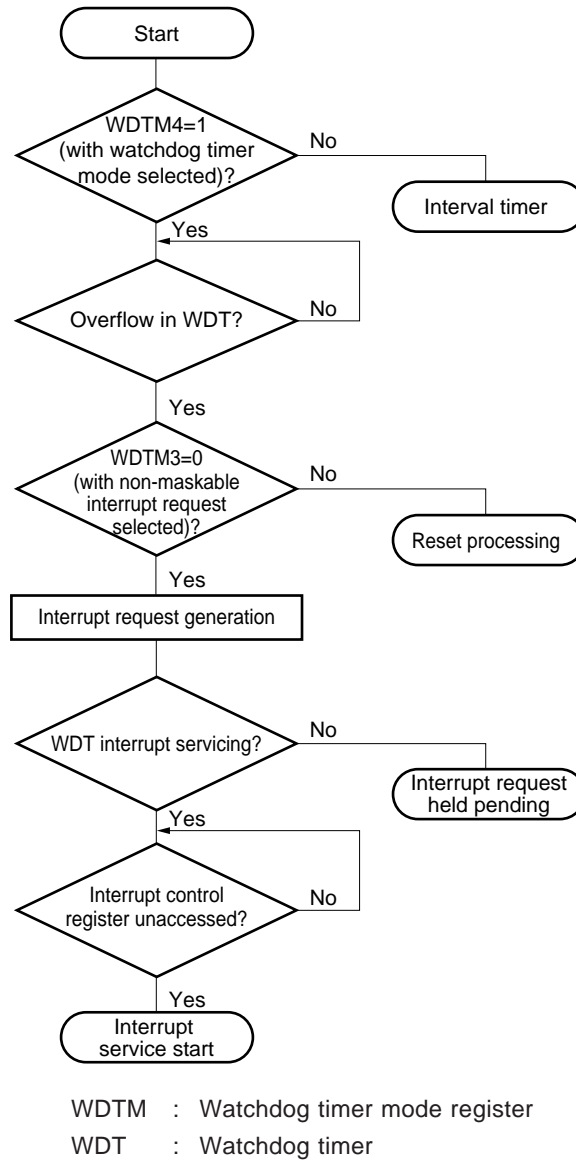 Start
WDTM4=1
(with watchdog timer
mode selected)?
No
Interval timer
Yes
Overflow in WDT?
No
Yes
WDTM3=0
(with non-maskable
interrupt request
selected)?
No
Reset processing
Yes
Interrupt request generation
WDT interrupt servicing?
No
Interrupt request
held pending
Yes
Interrupt control
register unaccessed?
No
Yes
Interrupt
service start
WDTM : Watchdog timer mode register
WDT : Watchdog timer